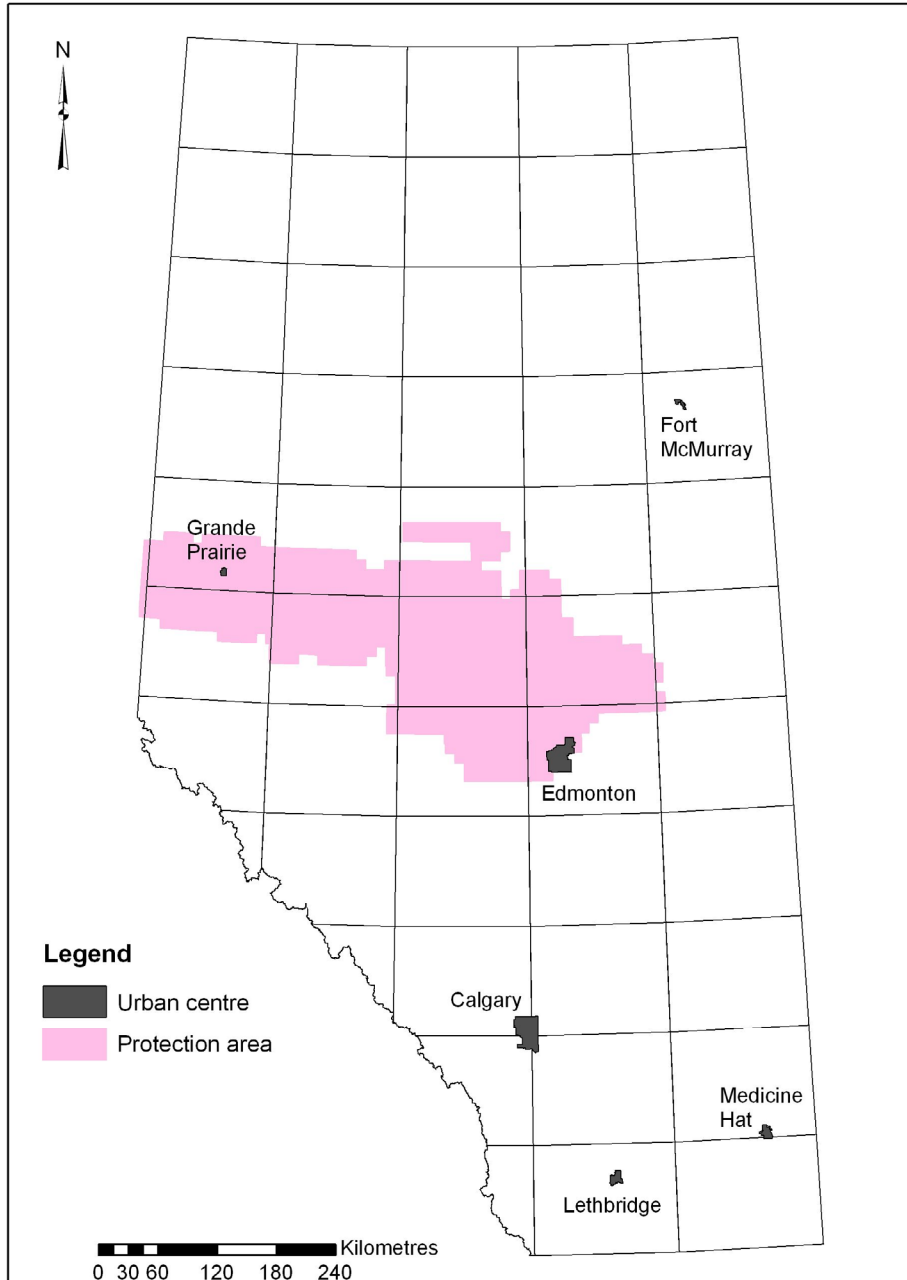 N
Fort
McMurray
Grande
Prairie
Edmonton
Legend
Urban centre
Protection area
Calgary
Medicine
Hat
Lethbridge
Kilometres
0 30 60 120 180 240